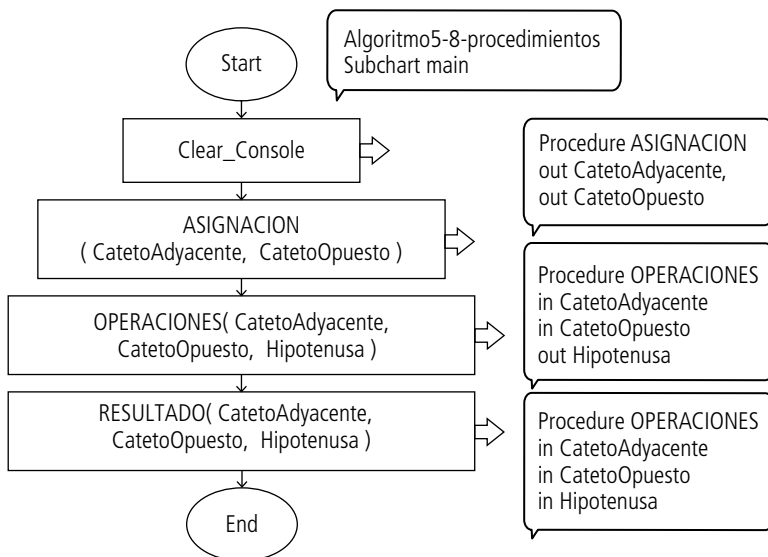 Start
Algoritmo5-8-procedimientos
Subchart main
Clear_Console
Procedure ASIGNACION
out CatetoAdyacente,
out CatetoOpuesto
ASIGNACION
( CatetoAdyacente, CatetoOpuesto )
Procedure OPERACIONES
in CatetoAdyacente
in CatetoOpuesto
out Hipotenusa
OPERACIONES( CatetoAdyacente,
CatetoOpuesto, Hipotenusa )
RESULTADO( CatetoAdyacente,
CatetoOpuesto, Hipotenusa )
Procedure OPERACIONES
in CatetoAdyacente
in CatetoOpuesto
in Hipotenusa
End